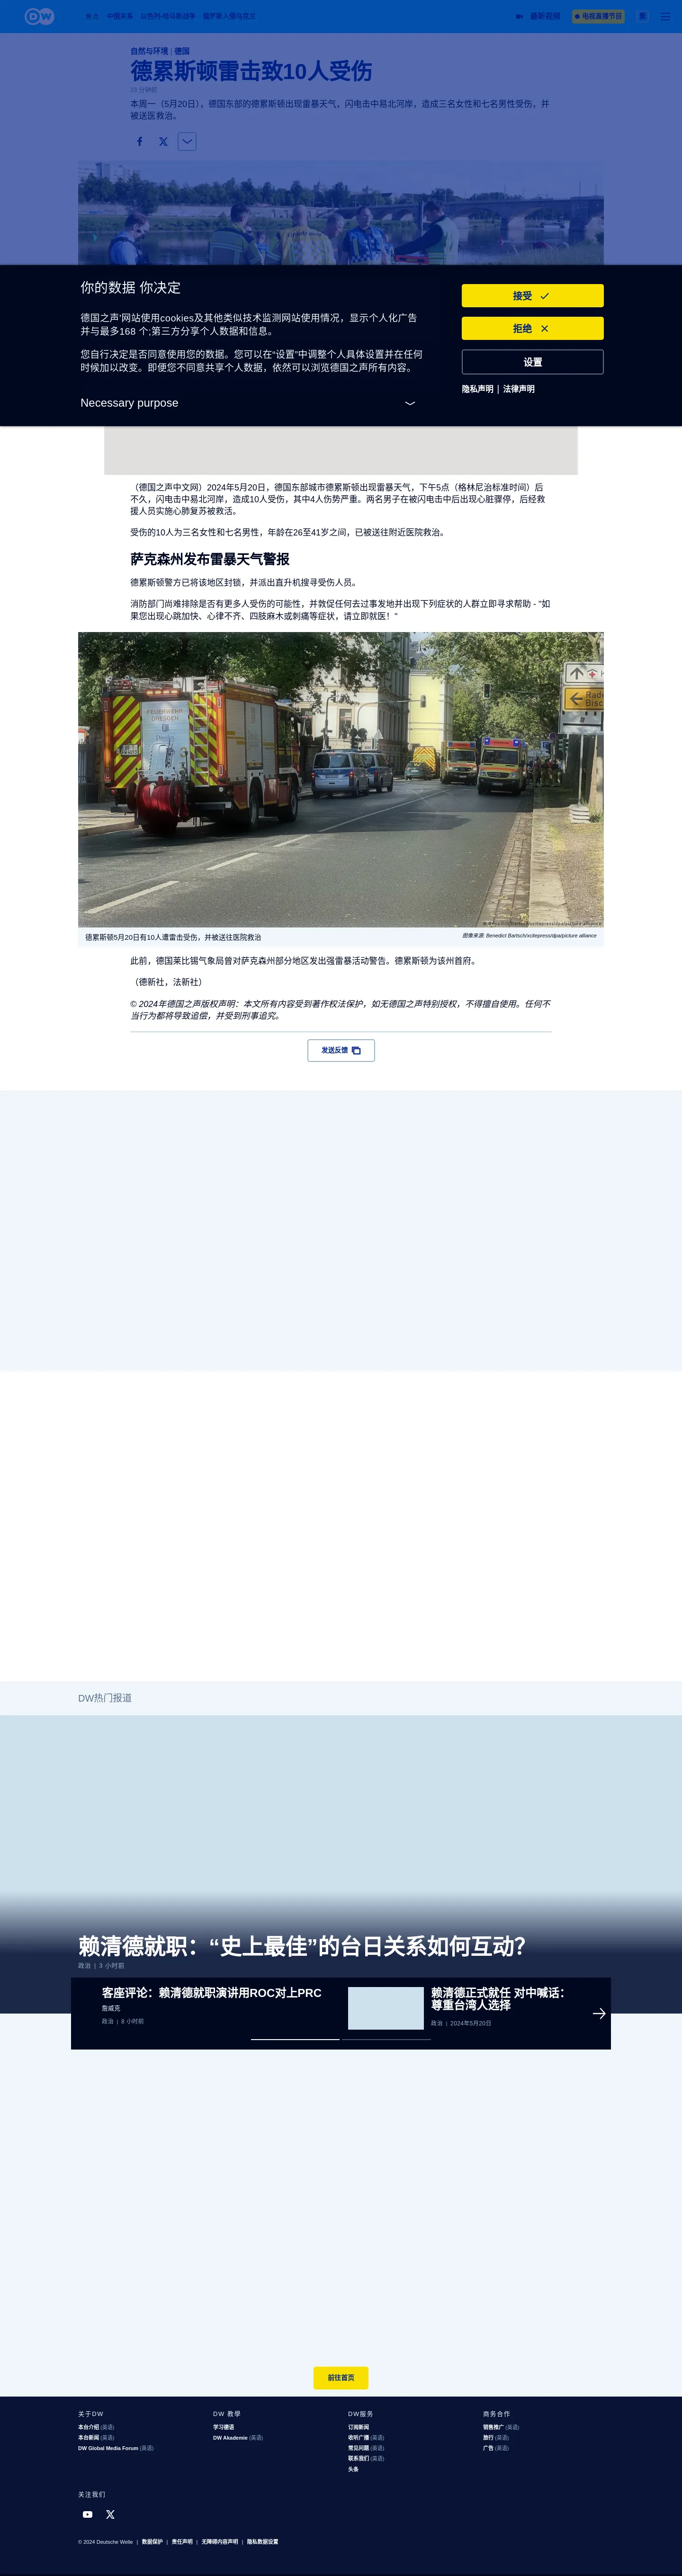 DW
焦点 中国关系 以色列-哈马斯战争 俄罗斯入侵乌克兰
最新视频
电视直播节目
自然与环境 | 德国
德累斯顿雷击致10人受伤
23 分钟前
本周一（5月20日），德国东部的德累斯顿出现雷暴天气，闪电击中易北河岸，造成三名女性和七名男性受伤，并
被送医救治。
你的数据 你决定
德国之声'网站使用cookies及其他类似技术监测网站使用情况，显示个人化广告
并与最多168 个;第三方分享个人数据和信息。
您自行决定是否同意使用您的数据。您可以在"设置"中调整个人具体设置并在任何
时候加以改变。即便您不同意共享个人数据，依然可以浏览德国之声所有内容。
Necessary purpose
接受
拒绝
设置
隐私声明 | 法律声明
（德国之声中文网）2024年5月20日，德国东部城市德累斯顿出现雷暴天气，下午5点（格林尼治标准时间）后
不久，闪电击中易北河岸，造成10人受伤，其中4人伤势严重。两名男子在被闪电击中后出现心脏骤停，后经救
援人员实施心肺复苏被救活。
受伤的10人为三名女性和七名男性，年龄在26至41岁之间，已被送往附近医院救治。
萨克森州发布雷暴天气警报
德累斯顿警方已将该地区封锁，并派出直升机搜寻受伤人员。
消防部门尚难排除是否有更多人受伤的可能性，并敦促任何去过事发地并出现下列症状的人群立即寻求帮助 - "如
果您出现心跳加快、心律不齐、四肢麻木或刺痛等症状，请立即就医！"
FEUERWEHR
DRESDEN
德累斯顿5月20日有10人遭雷击受伤，并被送往医院救治
图像来源: Benedict Bartsch/xcitepress/dpa/picture alliance
此前，德国莱比锡气象局曾对萨克森州部分地区发出强雷暴活动警告。德累斯顿为该州首府。
（德新社，法新社）
© 2024年德国之声版权声明：本文所有内容受到著作权法保护，如无德国之声特别授权，不得擅自使用。任何不
当行为都将导致追偿，并受到刑事追究。
发送反馈
DW热门报道
赖清德就职：“史上最佳”的台日关系如何互动？
政治 | 3 小时前
客座评论：赖清德就职演讲用ROC对上PRC
詹威克
政治 | 8 小时前
赖清德正式就任 对中喊话：
尊重台湾人选择
政治 | 2024年5月20日
前往首页
关于DW
本台介绍 (英语)
本台新闻 (英语)
DW Global Media Forum (英语)
DW 教學
学习德语
DW Akademie (英语)
DW服务
订阅新闻
收听广播 (英语)
常见问题 (英语)
联系我们 (英语)
头条
商务合作
销售推广 (英语)
旅行 (英语)
广告 (英语)
关注我们
© 2024 Deutsche Welle | 数据保护 | 责任声明 | 无障碍内容声明 | 隐私数据设置